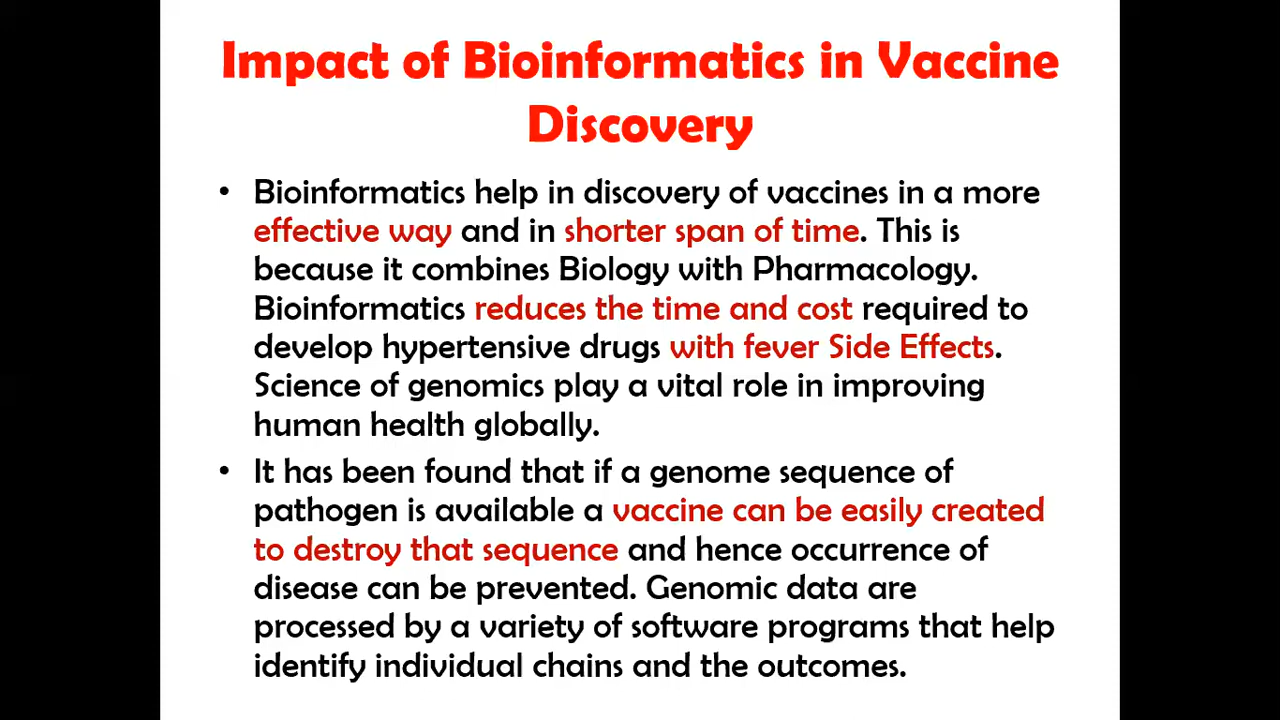 Impact of Bioinformatics in Vaccine
Discovery
• Bioinformatics help in discovery of vaccines in a more
effective way and in shorter span of time. This is
because it combines Biology with Pharmacology.
Bioinformatics reduces the time and cost required to
develop hypertensive drugs with fever Side Effects.
Science of genomics play a vital role in improving
human health globally.
• It has been found that if a genome sequence of
pathogen is available a vaccine can be easily created
to destroy that sequence and hence occurrence of
disease can be prevented. Genomic data are
processed by a variety of software programs that help
identify individual chains and the outcomes.